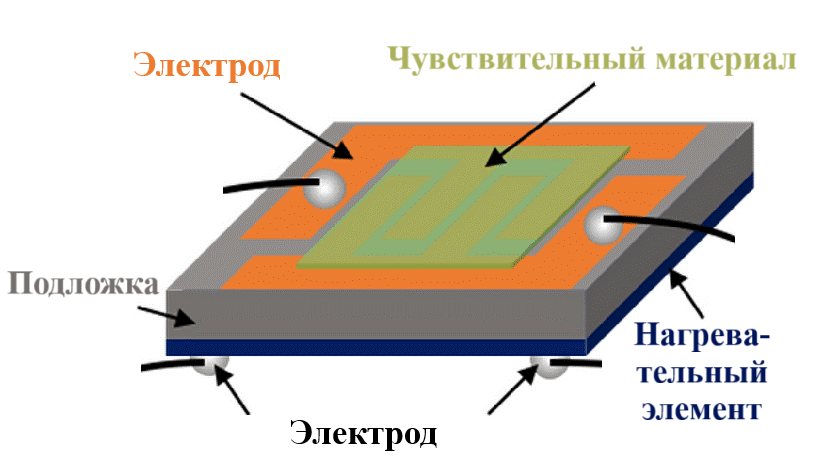 Электрод
Чувствительный материал
Подложка
Нагрева-
тельный
элемент
Электрод